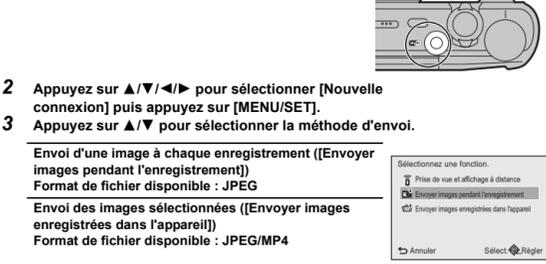 2 Appuyez sur ▲/▼/◄/► pour sélectionner [Nouvelle
connexion] puis appuyez sur [MENU/SET].
3 Appuyez sur ▲/▼ pour sélectionner la méthode d'envoi.
Envoi d'une image à chaque enregistrement ([Envoyer
images pendant l'enregistrement])
Format de fichier disponible : JPEG
Envoi des images sélectionnées ([Envoyer images
enregistrées dans l'appareil])
Format de fichier disponible : JPEG/MP4
Sélectionnez une fonction.
Prise de vue et affichage à distance
Envoyer images pendant l'enregistrement
Envoyer images enregistrées dans l'appareil
Annuler
Sélect. Régler